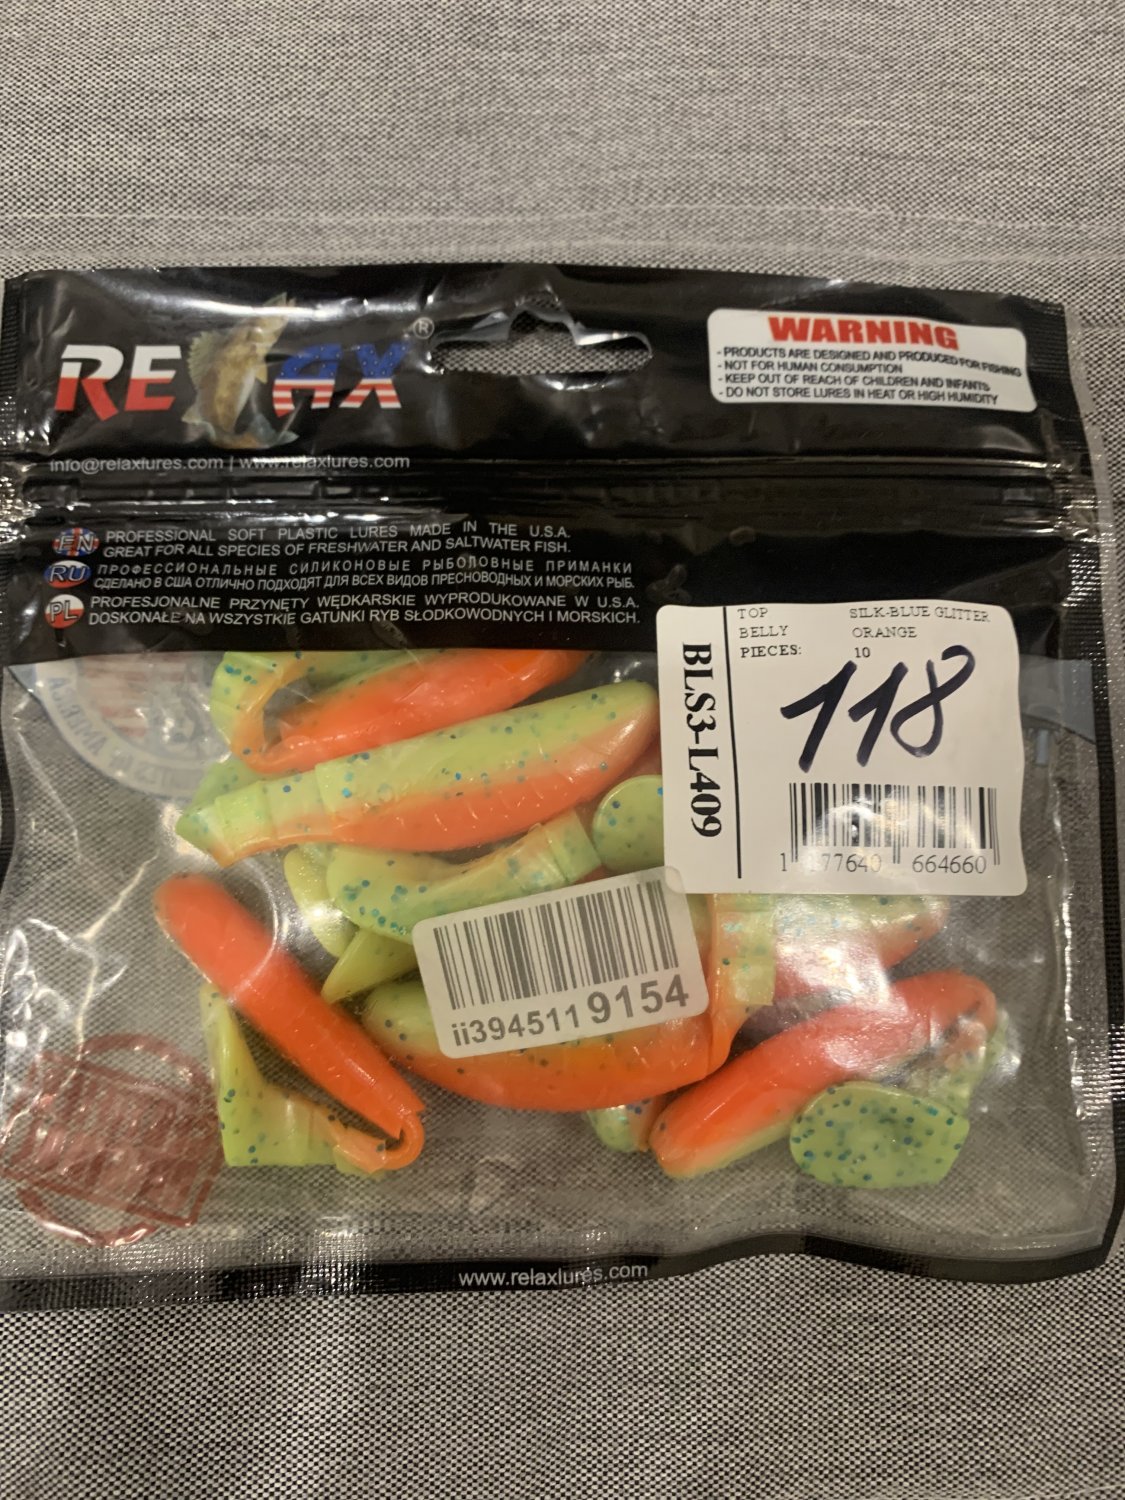 RELAX®
info@relaxlures.com | www.relaxlures.com
WARNING
- PRODUCTS ARE DESIGNED AND PRODUCED FOR FISHING
- NOT FOR HUMAN CONSUMPTION
- KEEP OUT OF REACH OF CHILDREN AND INFANTS
- DO NOT STORE LURES IN HEAT OR HIGH HUMIDITY
EN PROFESSIONAL SOFT PLASTIC LURES MADE IN THE U.S.A.
GREAT FOR ALL SPECIES OF FRESHWATER AND SALTWATER FISH.
RU ПРОФЕССИОНАЛЬНЫЕ СИЛИКОНОВЫЕ РЫБОЛОВНЫЕ ПРИМАНКИ
СДЕЛАНО В США ОТЛИЧНО ПОДХОДЯТ ДЛЯ ВСЕХ ВИДОВ ПРЕСНОВОДНЫХ И МОРСКИХ РЫБ.
PL PROFESJONALNE PRZYNĘTY WĘDKARSKIE WYPRODUKOWANE W U.S.A.
DOSKONAŁE NA WSZYSTKIE GATUNKI RYB SŁODKOWODNYCH I MORSKICH.
BLS3-L409
TOP SILK-BLUE GLITTER
BELLY ORANGE
PIECES: 10
118
1 177640 664660
ii3945119154
www.relaxlures.com